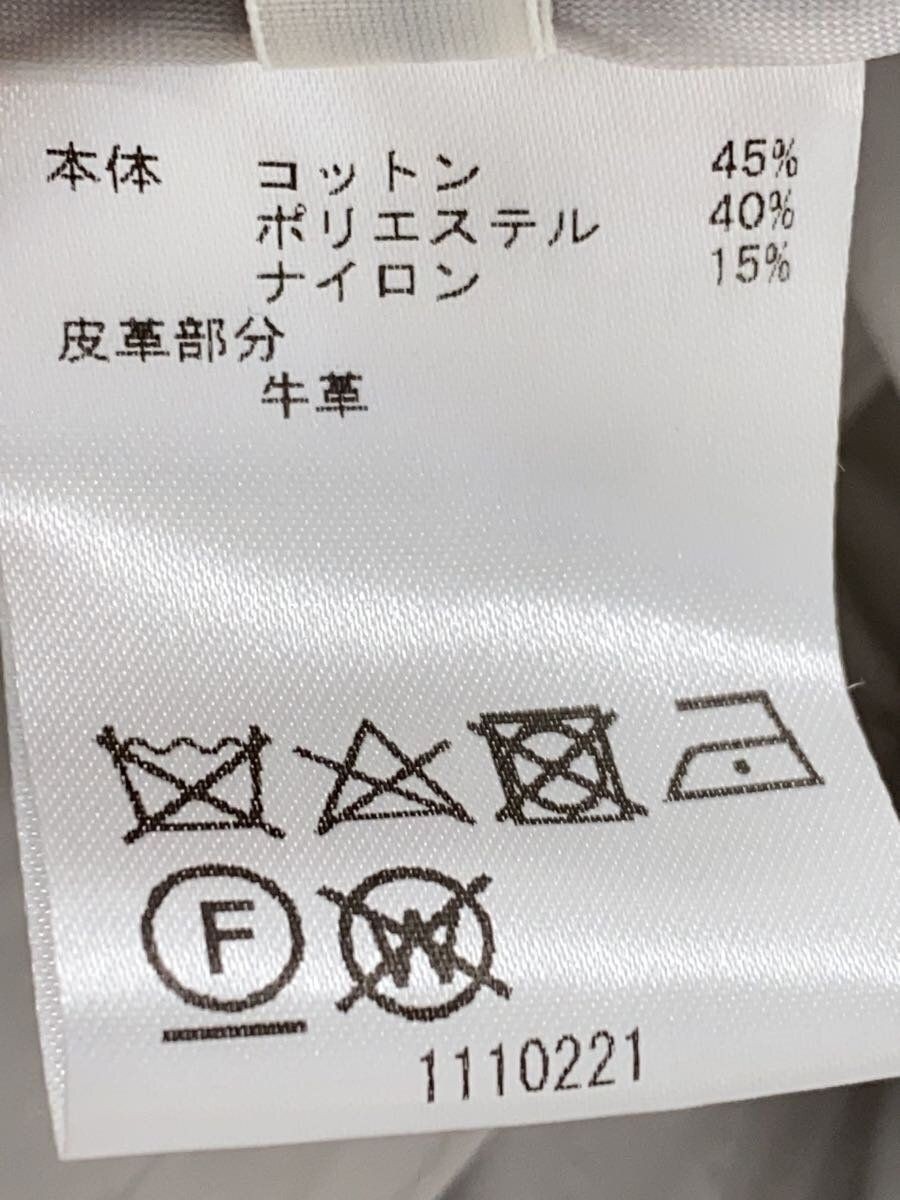 本体 コットン 45%
ポリエステル 40%
ナイロン 15%
皮革部分
牛革
F W
1110221